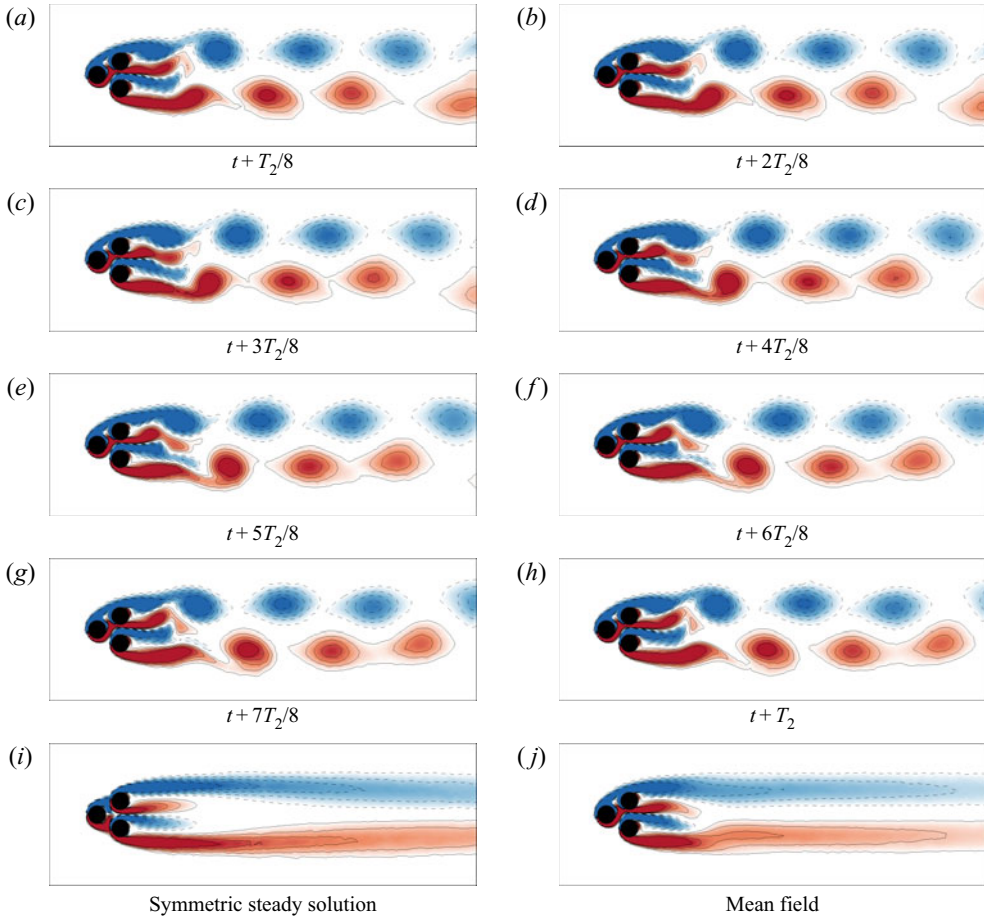 (a) (b)
t + T2/8 t + 2T2/8
(c) (d)
t + 3T2/8 t + 4T2/8
(e) (f)
t + 5T2/8 t + 6T2/8
(g) (h)
t + 7T2/8 t + T2
(i) (j)
Symmetric steady solution Mean field